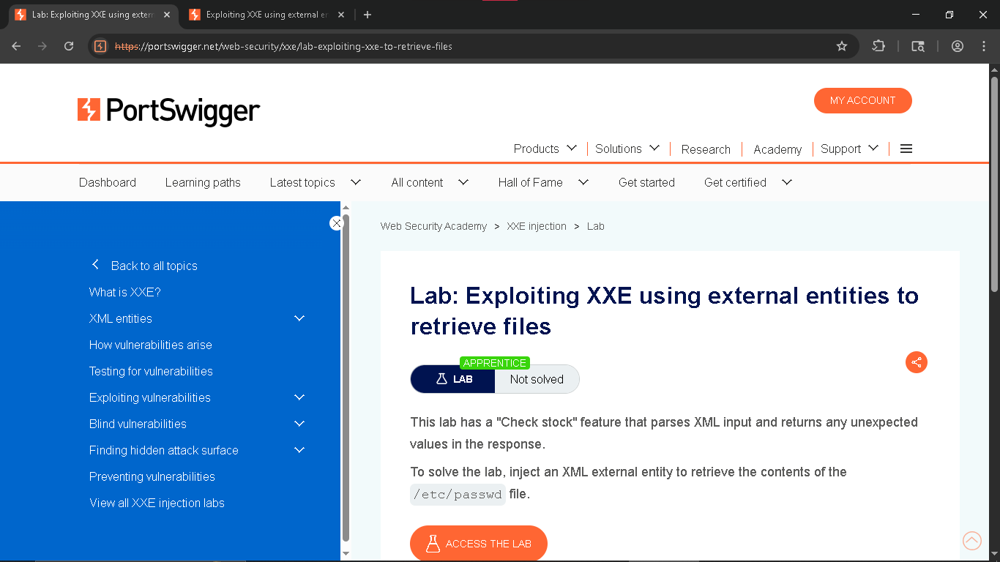 Lab: Exploiting XXE using extern
Exploiting XXE using external en
https://portswigger.net/web-security/xxe/lab-exploiting-xxe-to-retrieve-files
PortSwigger
MY ACCOUNT
Products
Solutions
Research
Academy
Support
Dashboard
Learning paths
Latest topics
All content
Hall of Fame
Get started
Get certified
Back to all topics
What is XXE?
XML entities
How vulnerabilities arise
Testing for vulnerabilities
Exploiting vulnerabilities
Blind vulnerabilities
Finding hidden attack surface
Preventing vulnerabilities
View all XXE injection labs
Web Security Academy > XXE injection > Lab
Lab: Exploiting XXE using external entities to
retrieve files
APPRENTICE
LAB
Not solved
This lab has a "Check stock" feature that parses XML input and returns any unexpected
values in the response.
To solve the lab, inject an XML external entity to retrieve the contents of the
/etc/passwd file.
ACCESS THE LAB